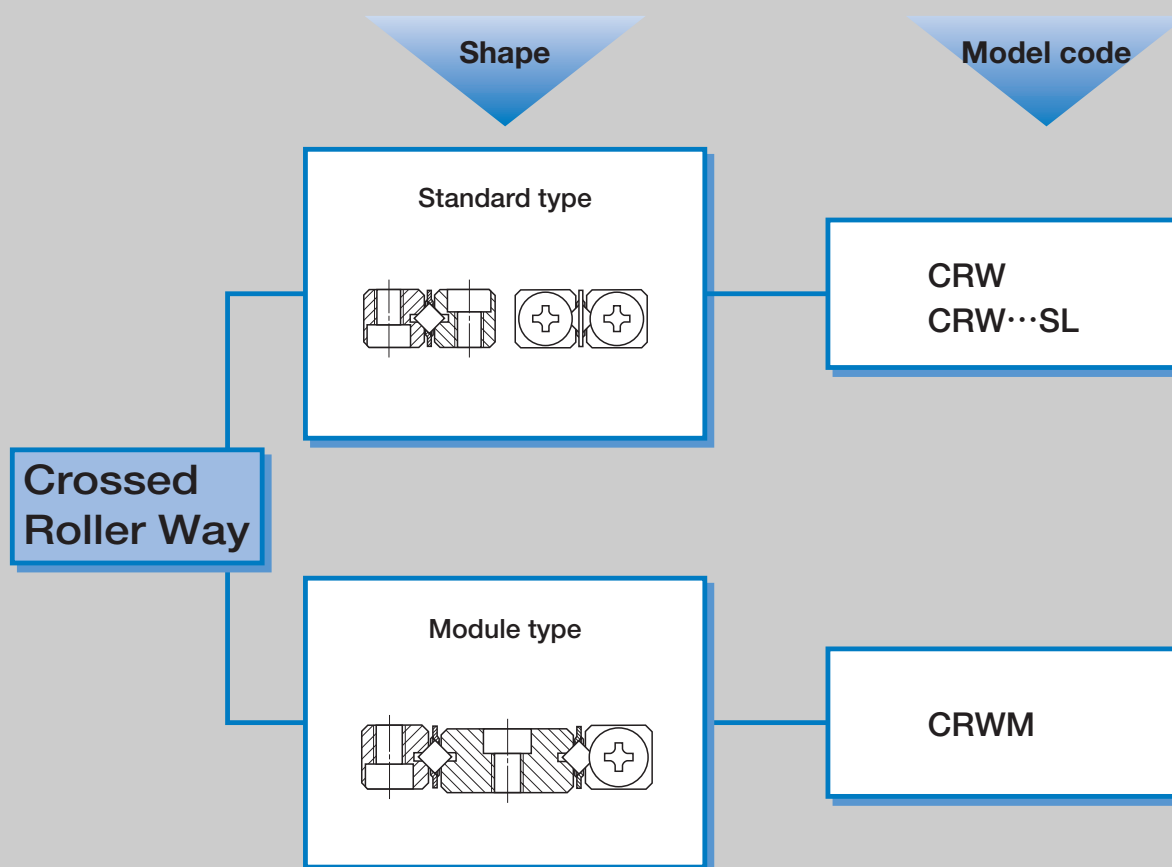 Shape
Model code
Standard type
CRW
CRW···SL
Crossed
Roller Way
Module type
CRWM